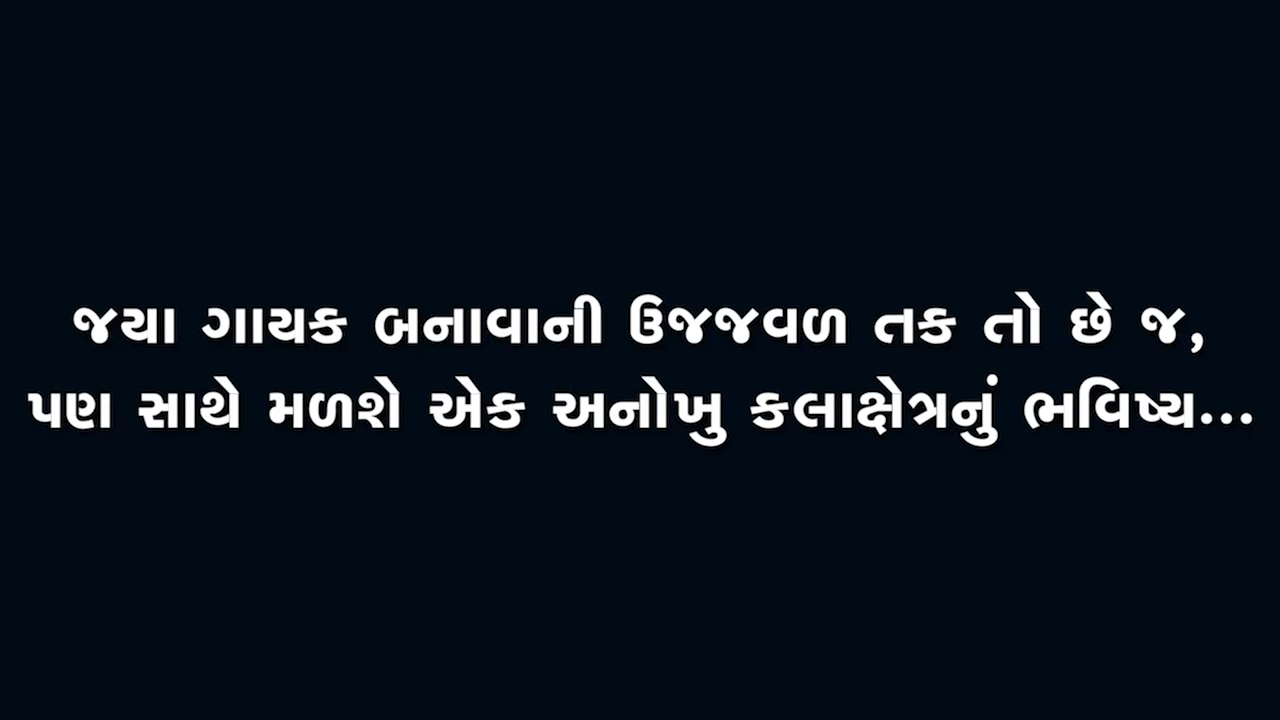 જયા ગાયક બનાવાની ઉજજવળ તક તો છે જ,
પણ સાથે મળશે એક અનોખુ કલાક્ષેત્રનું ભવિષ્ય...